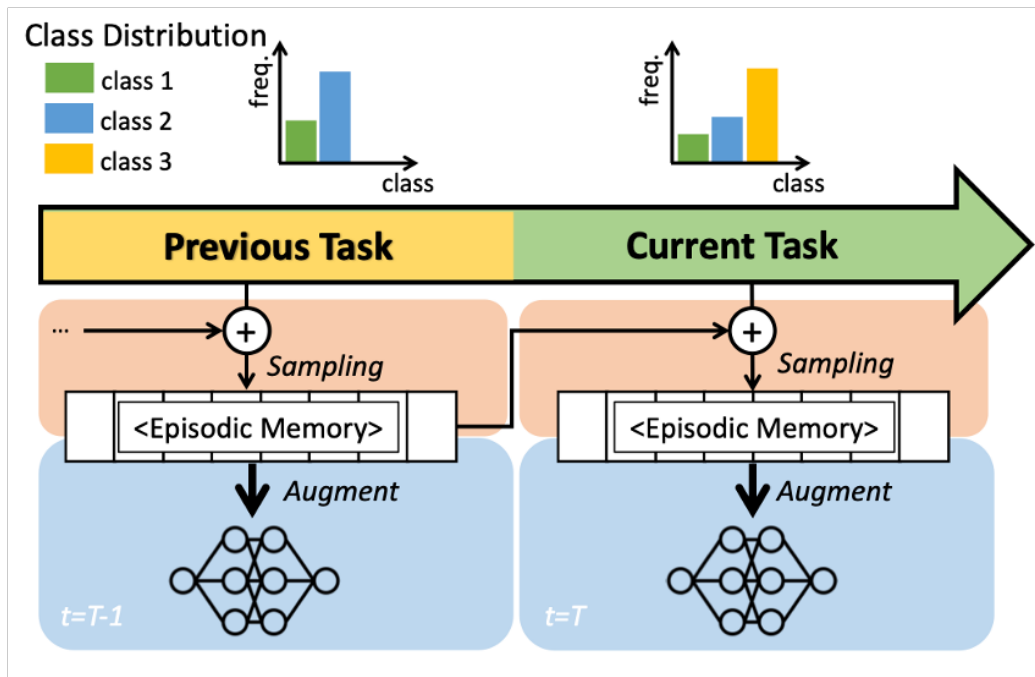 Class Distribution
class 1
class 2
class 3
freq.
class
freq.
class
Previous Task
Current Task
...
+
Sampling
<Episodic Memory>
Augment
t=T-1
+
Sampling
<Episodic Memory>
Augment
t=T